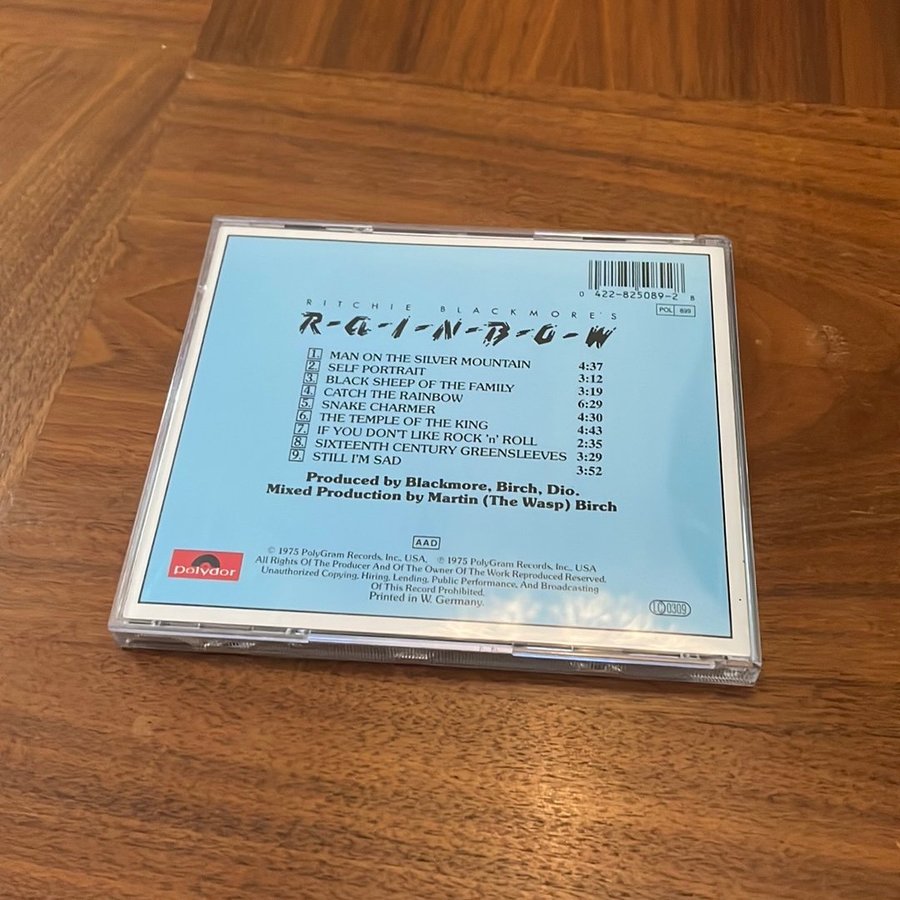 0 422-825089-2 8
POL 899
RITCHIE BLACKMORE'S
R-A-I-N-B-O-W
1. MAN ON THE SILVER MOUNTAIN 4:37
2. SELF PORTRAIT 3:12
3. BLACK SHEEP OF THE FAMILY 3:19
4. CATCH THE RAINBOW 6:29
5. SNAKE CHARMER 4:30
6. THE TEMPLE OF THE KING 4:43
7. IF YOU DON'T LIKE ROCK 'n' ROLL 2:35
8. SIXTEENTH CENTURY GREENSLEEVES 3:29
9. STILL I'M SAD 3:52
Produced by Blackmore, Birch, Dio.
Mixed Production by Martin (The Wasp) Birch
AAD
© 1975 PolyGram Records, Inc., USA. ℗ 1975 PolyGram Records, Inc., USA.
All Rights Of The Producer And Of The Owner Of The Work Reproduced Reserved.
Unauthorized Copying, Hiring, Lending, Public Performance, And Broadcasting
Of This Record Prohibited.
Printed in W. Germany.
polydor
LC 0309